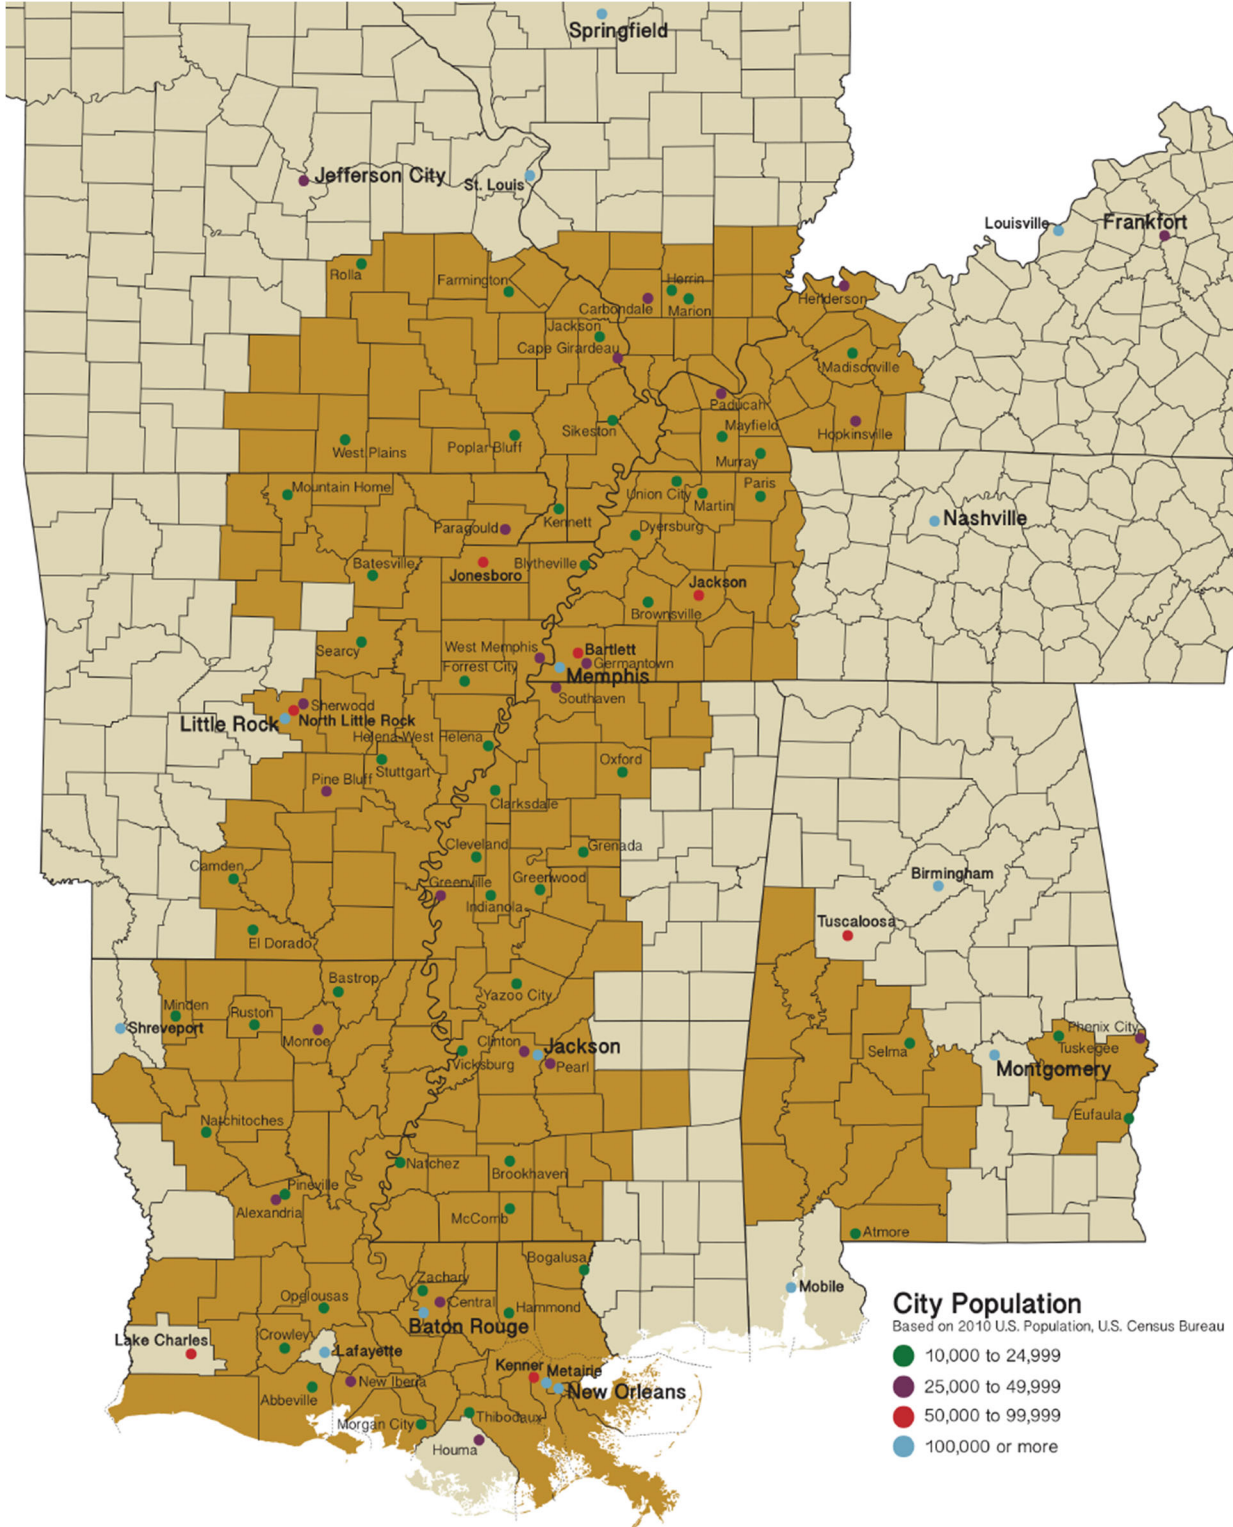 Springfield
Jefferson City
St. Louis
Louisville
Frankfort
Rolla
Farmington
Herrin
Carbondale
Marion
Henderson
Jackson
Cape Girardeau
Madisonville
Paducah
Mayfield
Hopkinsville
Sikeston
West Plains
Poplar Bluff
Murray
Mountain Home
Union City
Martin
Paris
Nashville
Paragould
Kennett
Dyersburg
Batesville
Jonesboro
Blytheville
Jackson
Brownsville
Searcy
West Memphis
Bartlett
Germantown
Forrest City
Memphis
Southaven
Sherwood
Little Rock
North Little Rock
Helena-West Helena
Stuttgart
Oxford
Pine Bluff
Clarksdale
Cleveland
Grenada
Camden
Greenville
Greenwood
Indianola
Birmingham
Tuscaloosa
El Dorado
Bastrop
Yazoo City
Minden
Ruston
Shreveport
Monroe
Clinton
Jackson
Vicksburg
Pearl
Selma
Phenix City
Tuskegee
Montgomery
Eufaula
Natchitoches
Natchez
Brookhaven
Pineville
Alexandria
McComb
Atmore
Bogalusa
Zachary
Mobile
Opelousas
Central
Hammond
Baton Rouge
Crowley
Lake Charles
Lafayette
Kenner
Metairie
New Orleans
New Iberia
Abbeville
Morgan City
Thibodaux
Houma
City Population
Based on 2010 U.S. Population, U.S. Census Bureau
10,000 to 24,999
25,000 to 49,999
50,000 to 99,999
100,000 or more